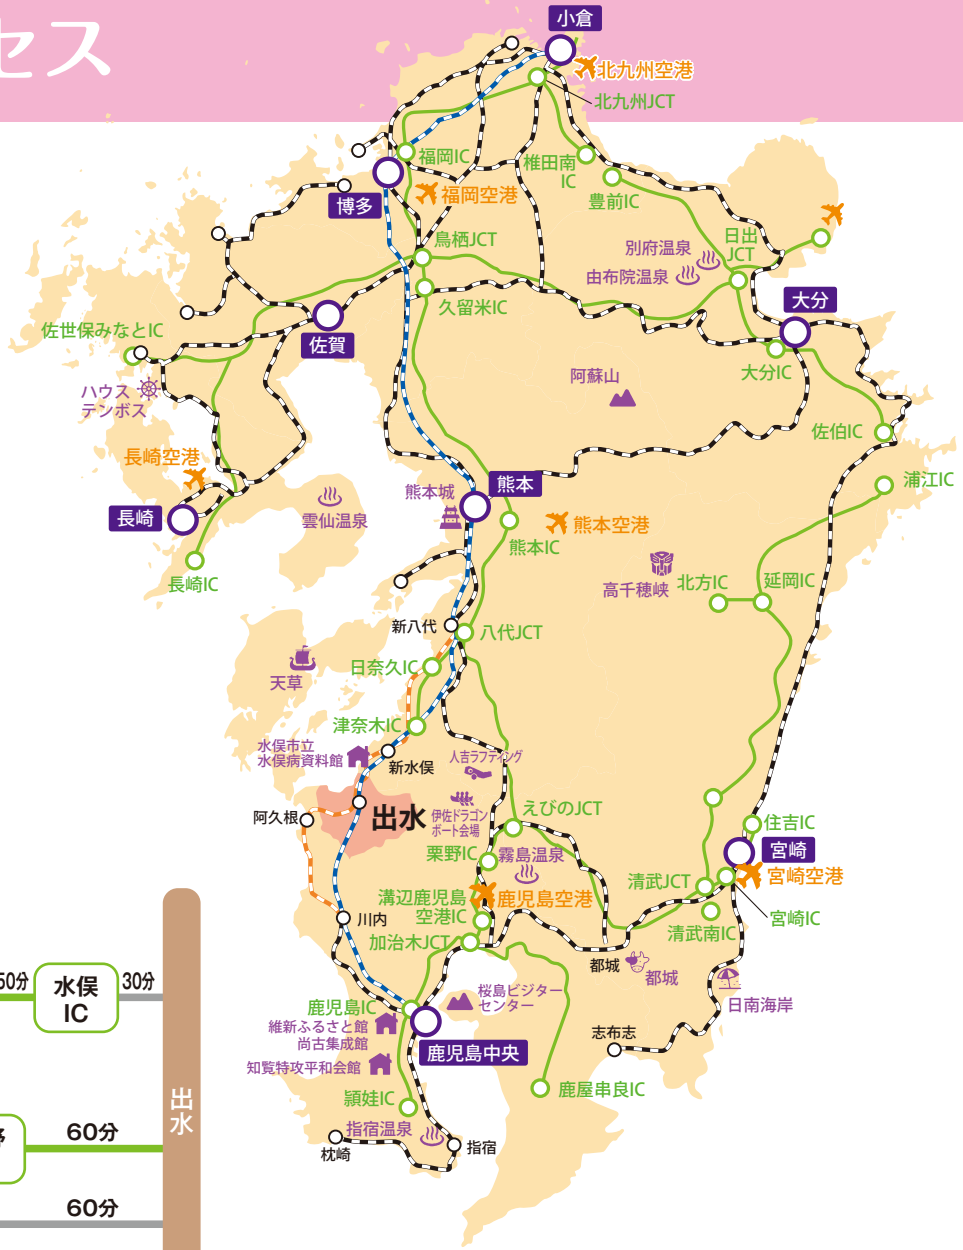 セス
小倉
北九州空港
北九州JCT
福岡IC
椎田南
IC
豊前IC
福岡空港
博多
鳥栖JCT
別府温泉
日出
JCT
由布院温泉
久留米IC
大分
佐世保みなとIC
佐賀
大分IC
阿蘇山
ハウス
テンボス
佐伯IC
長崎空港
熊本城
熊本
浦江IC
長崎
雲仙温泉
熊本空港
熊本IC
長崎IC
高千穂峡
北方IC
延岡IC
新八代
八代JCT
日奈久IC
天草
津奈木IC
水俣市立
水俣病資料館
新水俣
人吉ラフティング
阿久根
出水
伊佐ドラゴン
ボート会場
えびのJCT
住吉IC
栗野IC
霧島温泉
宮崎
清武JCT
宮崎空港
溝辺鹿児島
空港IC
鹿児島空港
宮崎IC
川内
清武南IC
加治木JCT
都城
都城
50分
水俣
IC
30分
桜島ビジター
センター
日南海岸
鹿児島IC
維新ふるさと館
尚古集成館
鹿児島中央
志布志
知覧特攻平和会館
鹿屋串良IC
頴娃IC
出水
60分
指宿温泉
枕崎
指宿
60分